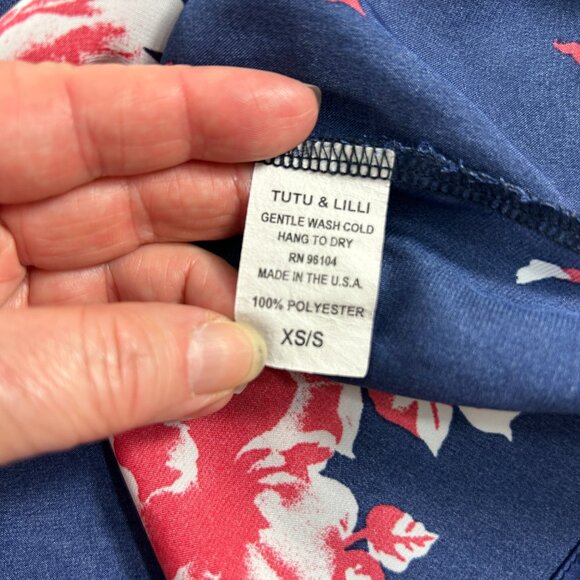 TUTU & LILLI
GENTLE WASH COLD
HANG TO DRY
RN 96104
MADE IN THE U.S.A.
100% POLYESTER
XS/S